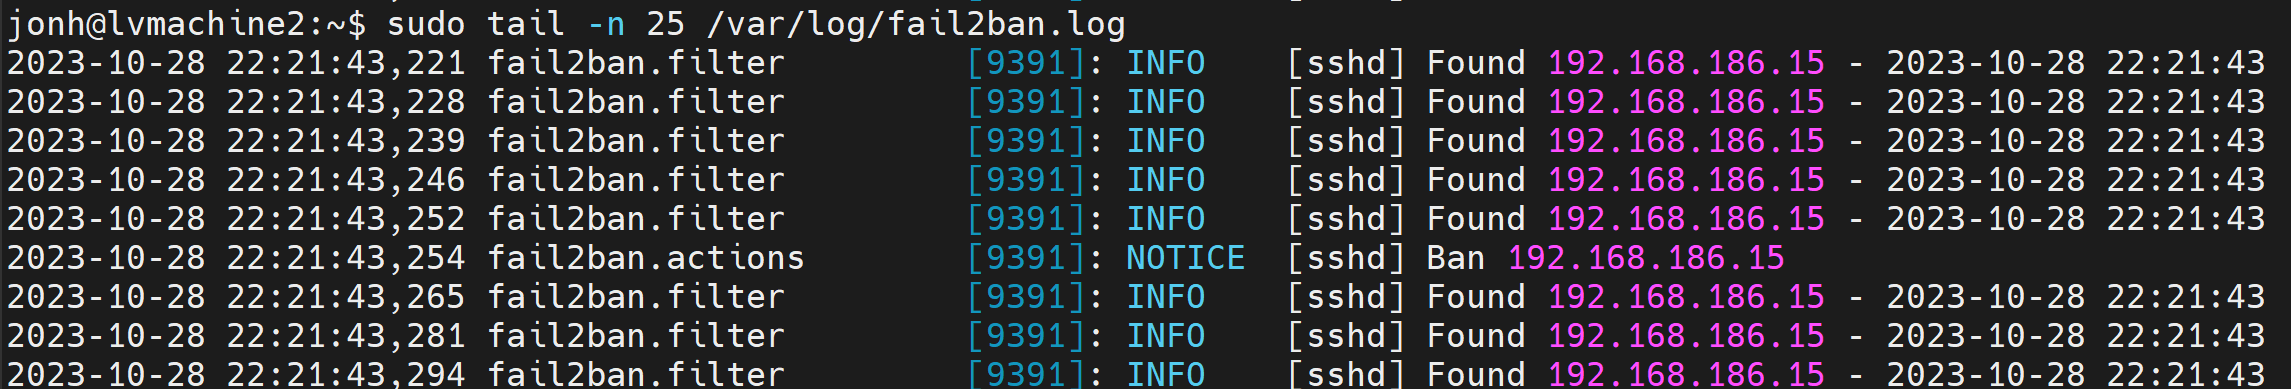 jonh@lvmachine2:~$ sudo tail -n 25 /var/log/fail2ban.log
2023-10-28 22:21:43,221 fail2ban.filter [9391]: INFO [sshd] Found 192.168.186.15 - 2023-10-28 22:21:43
2023-10-28 22:21:43,228 fail2ban.filter [9391]: INFO [sshd] Found 192.168.186.15 - 2023-10-28 22:21:43
2023-10-28 22:21:43,239 fail2ban.filter [9391]: INFO [sshd] Found 192.168.186.15 - 2023-10-28 22:21:43
2023-10-28 22:21:43,246 fail2ban.filter [9391]: INFO [sshd] Found 192.168.186.15 - 2023-10-28 22:21:43
2023-10-28 22:21:43,252 fail2ban.filter [9391]: INFO [sshd] Found 192.168.186.15 - 2023-10-28 22:21:43
2023-10-28 22:21:43,254 fail2ban.actions [9391]: NOTICE [sshd] Ban 192.168.186.15
2023-10-28 22:21:43,265 fail2ban.filter [9391]: INFO [sshd] Found 192.168.186.15 - 2023-10-28 22:21:43
2023-10-28 22:21:43,281 fail2ban.filter [9391]: INFO [sshd] Found 192.168.186.15 - 2023-10-28 22:21:43
2023-10-28 22:21:43,294 fail2ban.filter [9391]: INFO [sshd] Found 192.168.186.15 - 2023-10-28 22:21:43